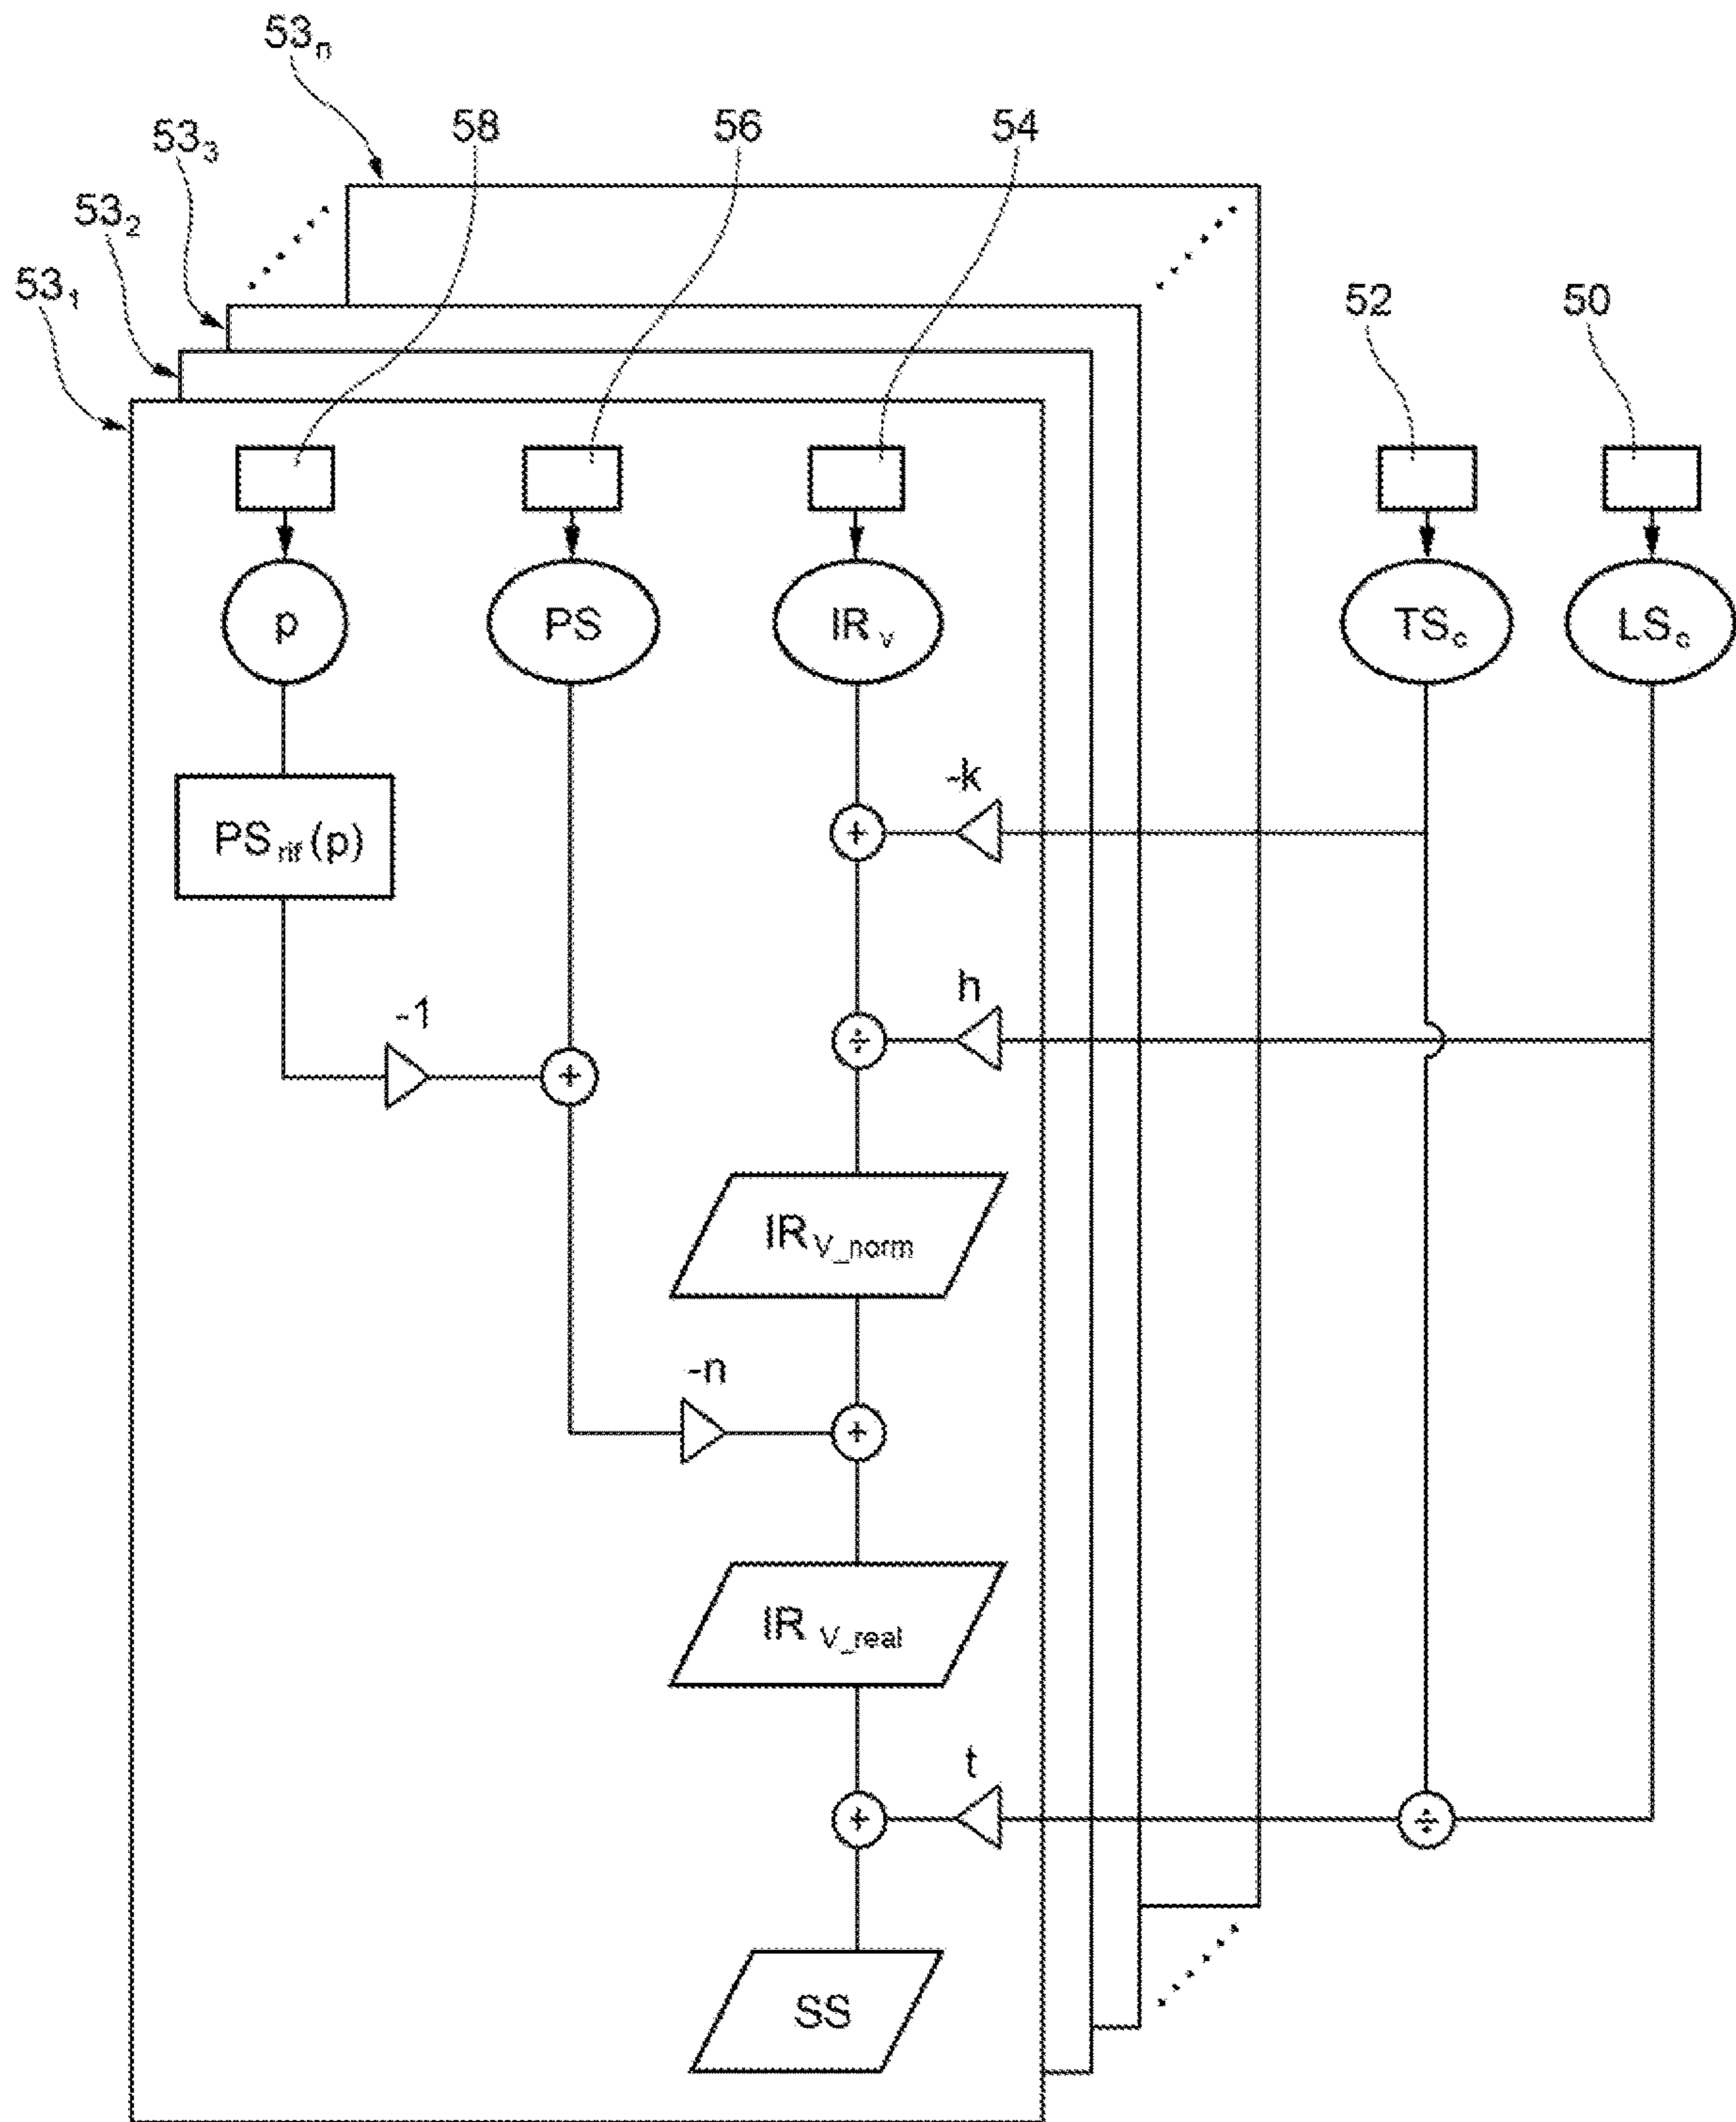 53n
533
58
56
54
532
531
52
50
p
PS
IRv
TSc
LSc
-k
PSrif(p)
h
-1
+
÷
+
IRV_norm
-n
+
IRV_real
t
+
÷
SS